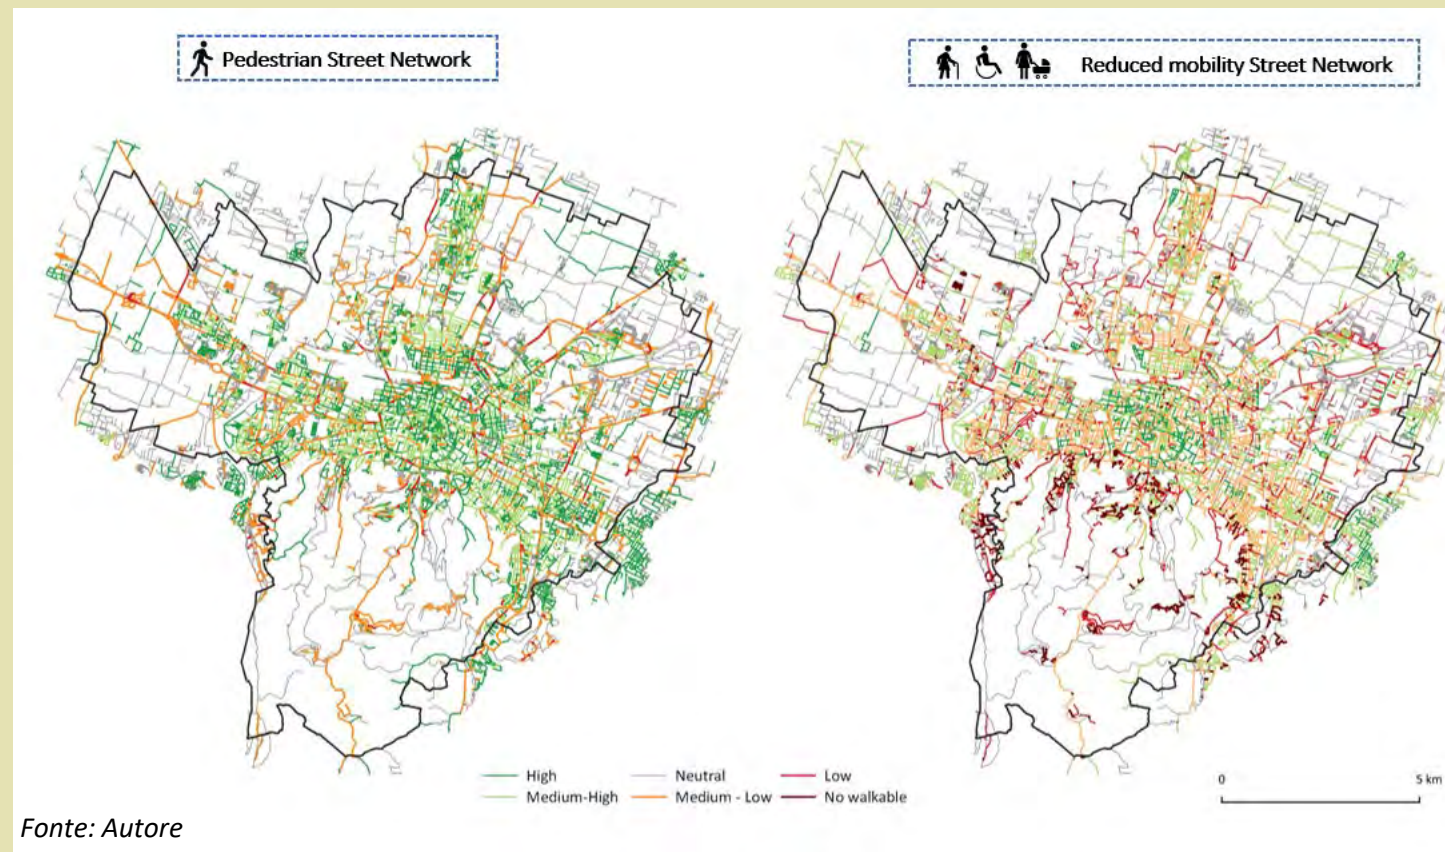 Pedestrian Street Network
Reduced mobility Street Network
High
Neutral
Low
Medium-High
Medium - Low
No walkable
0 5 km
Fonte: Autore